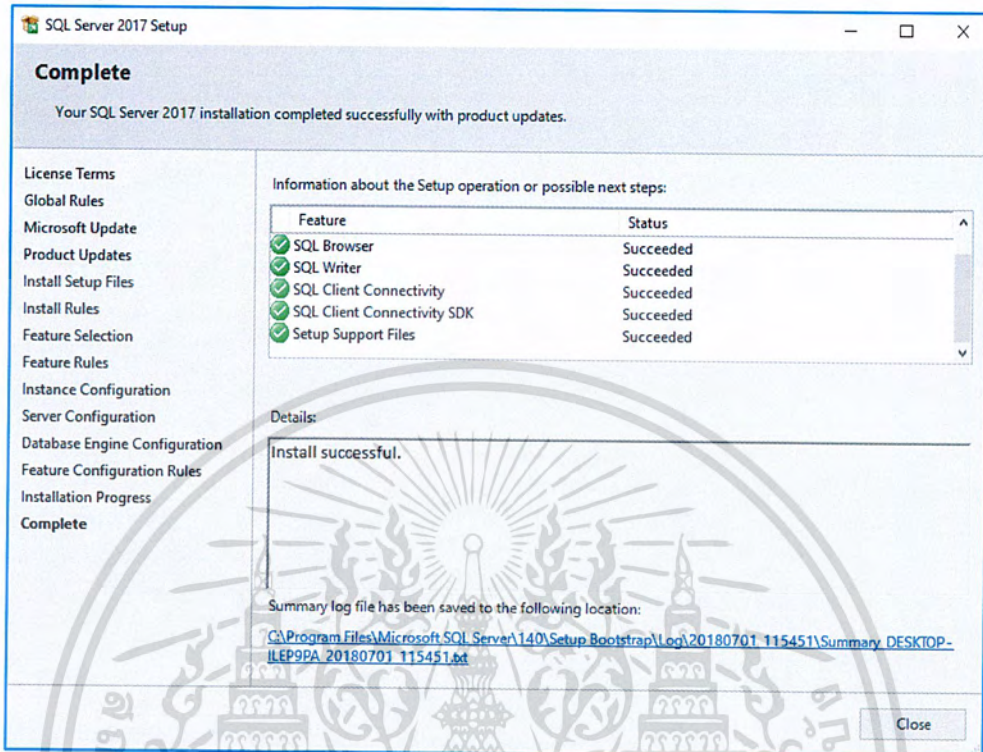 SQL Server 2017 Setup
Complete
Your SQL Server 2017 installation completed successfully with product updates.
License Terms
Global Rules
Microsoft Update
Product Updates
Install Setup Files
Install Rules
Feature Selection
Feature Rules
Instance Configuration
Server Configuration
Database Engine Configuration
Feature Configuration Rules
Installation Progress
Complete
Information about the Setup operation or possible next steps:
Feature Status
SQL Browser Succeeded
SQL Writer Succeeded
SQL Client Connectivity Succeeded
SQL Client Connectivity SDK Succeeded
Setup Support Files Succeeded
Details:
Install successful.
Summary log file has been saved to the following location:
C:\Program Files\Microsoft SQL Server\140\Setup Bootstrap\Log\20180701_115451\Summary_DESKTOP-
ILEP9PA_20180701_115451.txt
Close